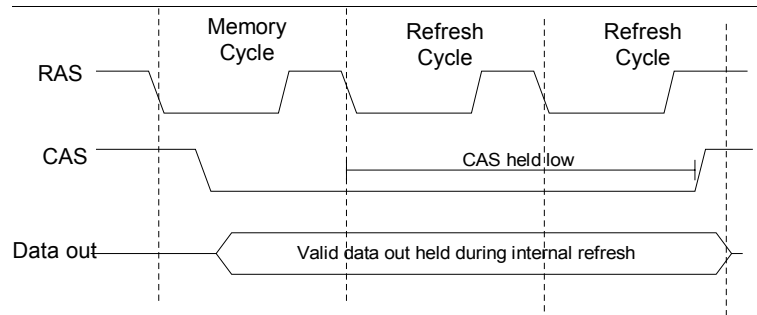 Memory
Cycle
Refresh
Cycle
Refresh
Cycle
RAS
CAS
CAS held low
Data out
Valid data out held during internal refresh